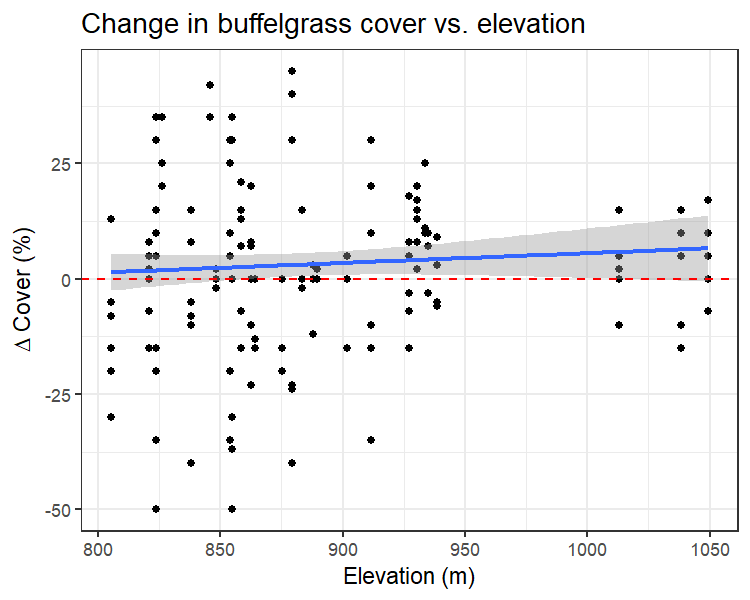 Change in buffelgrass cover vs. elevation
Δ Cover (%)
25
0
-25
-50
800 850 900 950 1000 1050
Elevation (m)